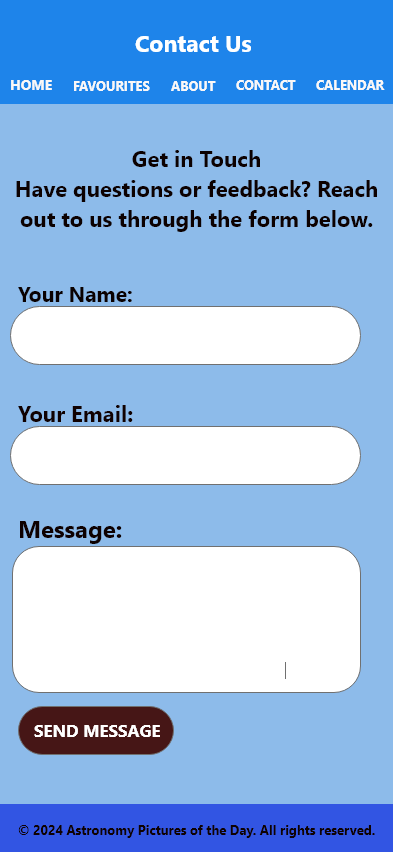 Contact Us
HOME FAVOURITES ABOUT CONTACT CALENDAR
Get in Touch
Have questions or feedback? Reach
out to us through the form below.
Your Name:
Your Email:
Message:
SEND MESSAGE
© 2024 Astronomy Pictures of the Day. All rights reserved.